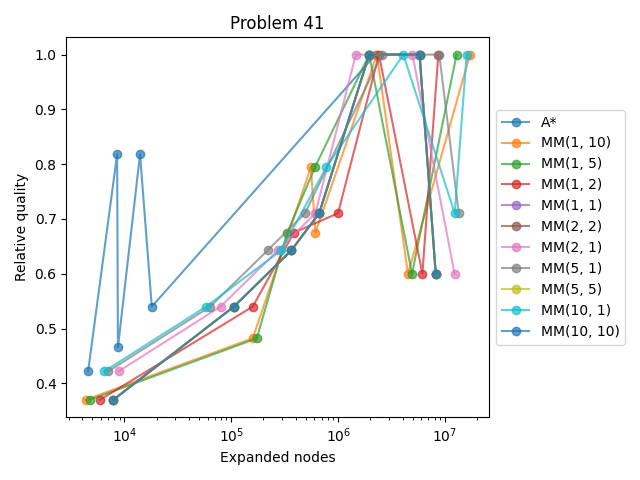 Problem 41
Relative quality
1.0
0.9
0.8
0.7
0.6
0.5
0.4
10^4
10^5
10^6
10^7
Expanded nodes
A*
MM(1, 10)
MM(1, 5)
MM(1, 2)
MM(1, 1)
MM(2, 2)
MM(2, 1)
MM(5, 1)
MM(5, 5)
MM(10, 1)
MM(10, 10)